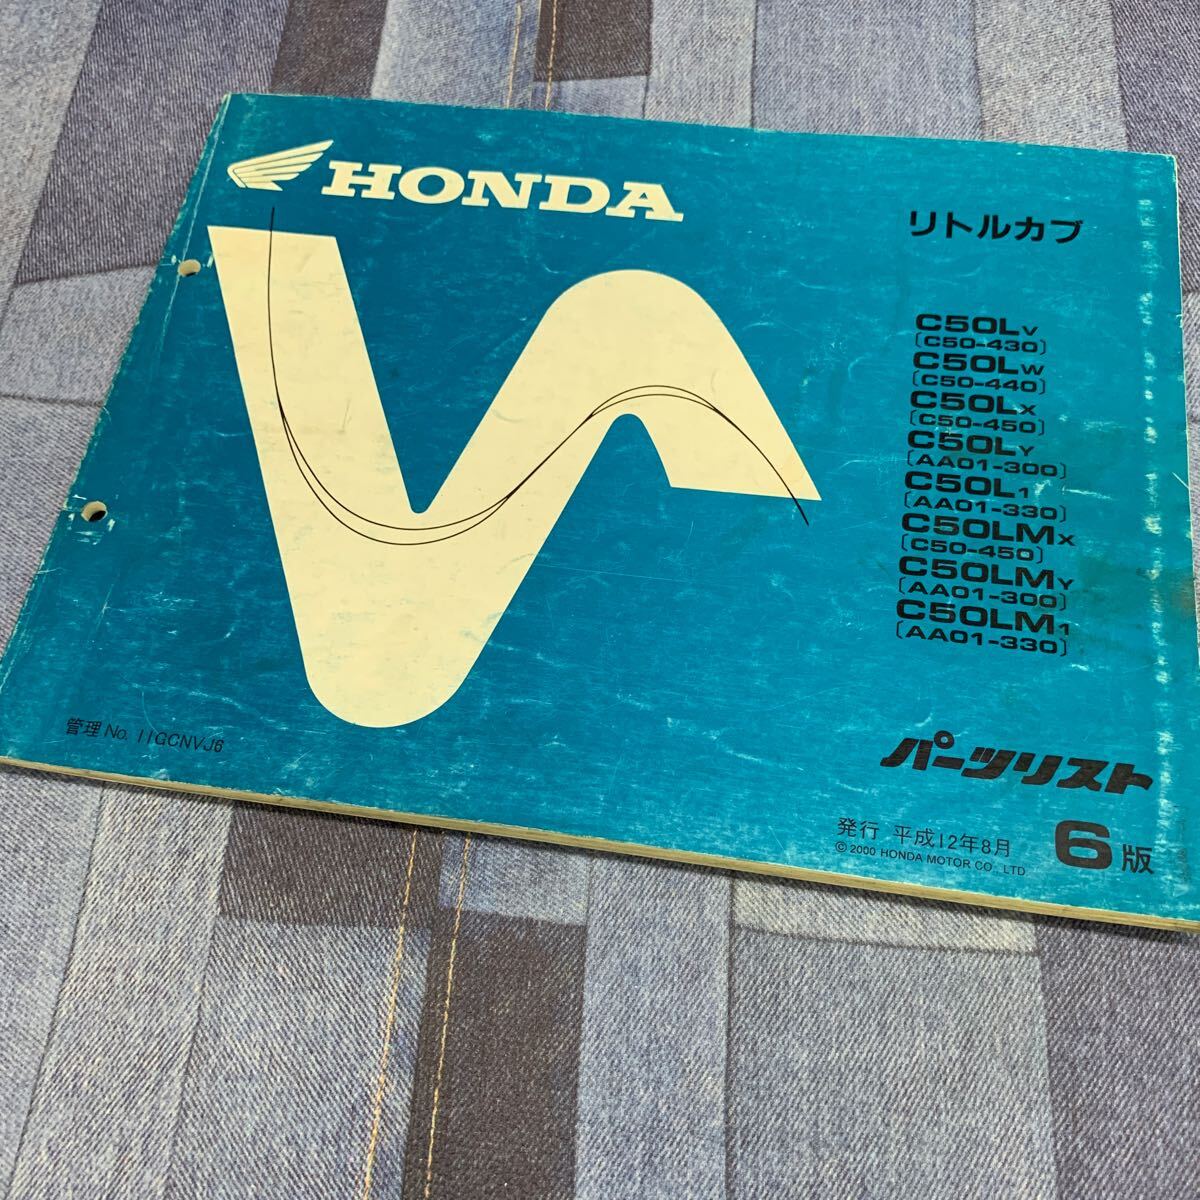 HONDA
リトルカブ
C50LV
〔C50-430〕
C50LW
〔C50-440〕
C50LX
〔C50-450〕
C50LY
〔AA01-300〕
C50L1
〔AA01-330〕
C50LMX
〔C50-450〕
C50LMY
〔AA01-300〕
C50LM1
〔AA01-330〕
管理 No. 11GCNVJ6
パーツリスト
発行 平成12年8月 6版
© 2000 HONDA MOTOR CO., LTD.